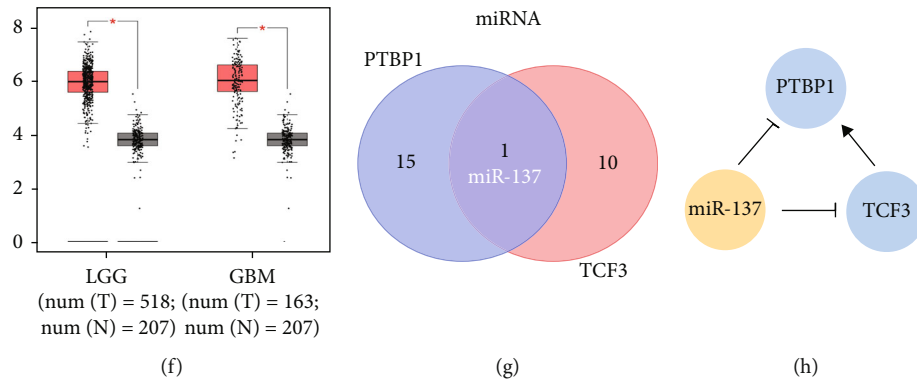 8
6
4
2
0
*
*
LGG
(num (T) = 518;
num (N) = 207)
GBM
(num (T) = 163;
num (N) = 207)
(f)
miRNA
PTBP1
15
1
miR-137
10
TCF3
(g)
PTBP1
miR-137
TCF3
(h)